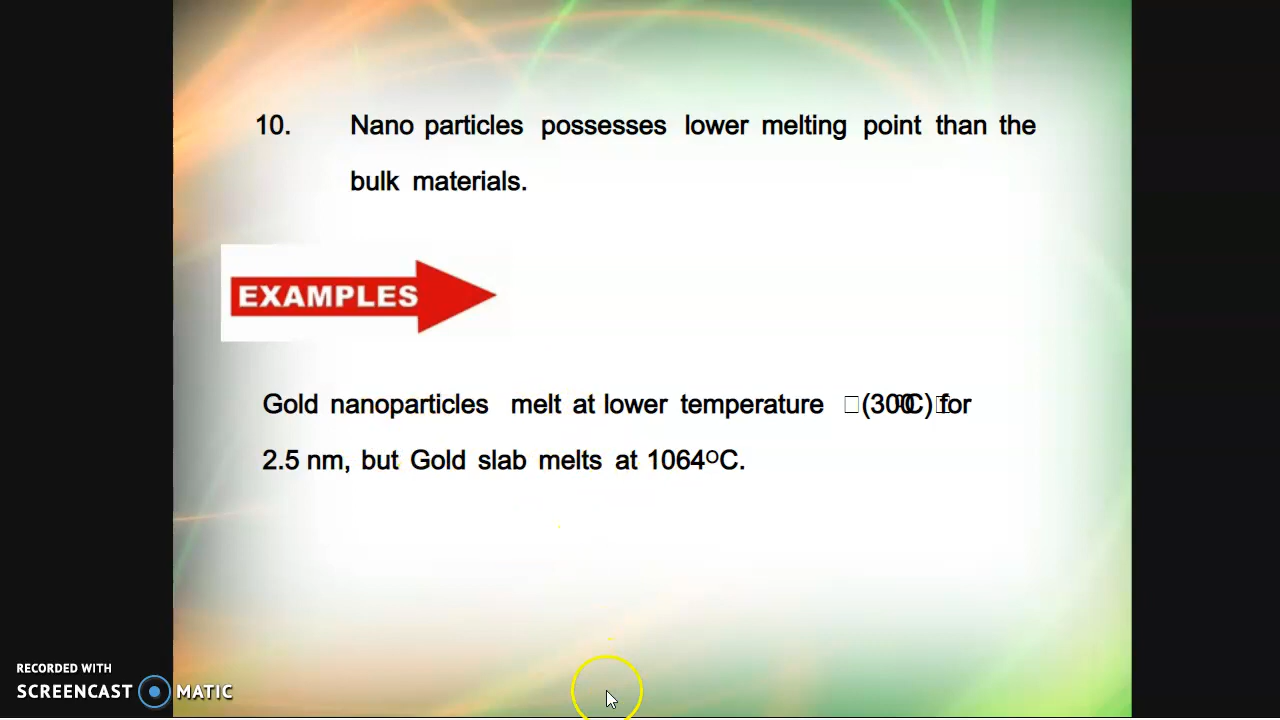 10. Nano particles possesses lower melting point than the
bulk materials.
EXAMPLES
Gold nanoparticles melt at lower temperature □(300ºC)□for
2.5 nm, but Gold slab melts at 1064ºC.
RECORDED WITH
SCREENCAST MATIC